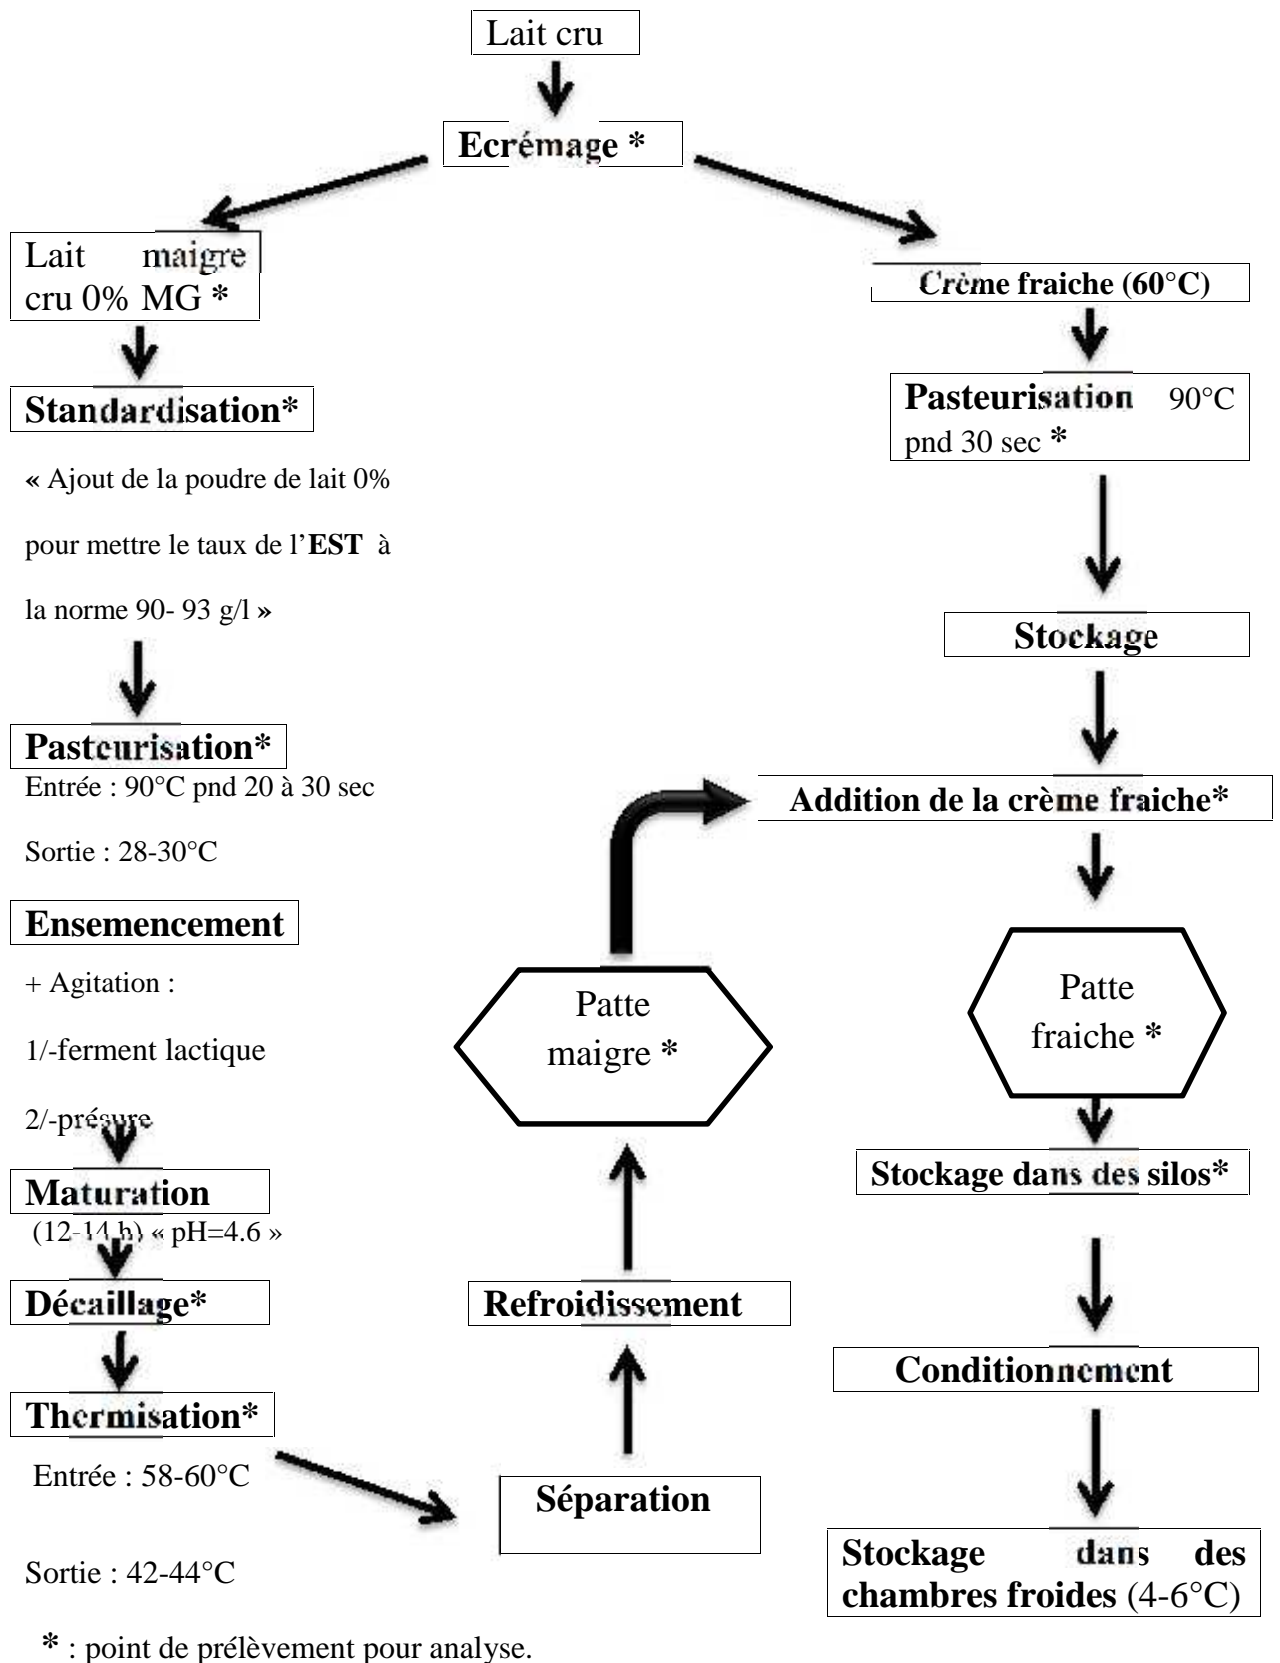 Lait cru
Ecrémage *
Lait maigre
cru 0% MG *
Standardisation*
« Ajout de la poudre de lait 0%
pour mettre le taux de l’EST à
la norme 90- 93 g/l »
Pasteurisation*
Entrée : 90°C pnd 20 à 30 sec
Sortie : 28-30°C
Ensemencement
+ Agitation :
1/-ferment lactique
2/-présure
Maturation
(12-14 h) « pH=4.6 »
Décaillage*
Thermisation*
Entrée : 58-60°C
Sortie : 42-44°C
Séparation
Refroidissement
Patte
maigre *
Crème fraiche (60°C)
Pasteurisation 90°C
pnd 30 sec *
Stockage
Addition de la crème fraiche*
Patte
fraiche *
Stockage dans des silos*
Conditionnement
Stockage dans des
chambres froides (4-6°C)
* : point de prélèvement pour analyse.